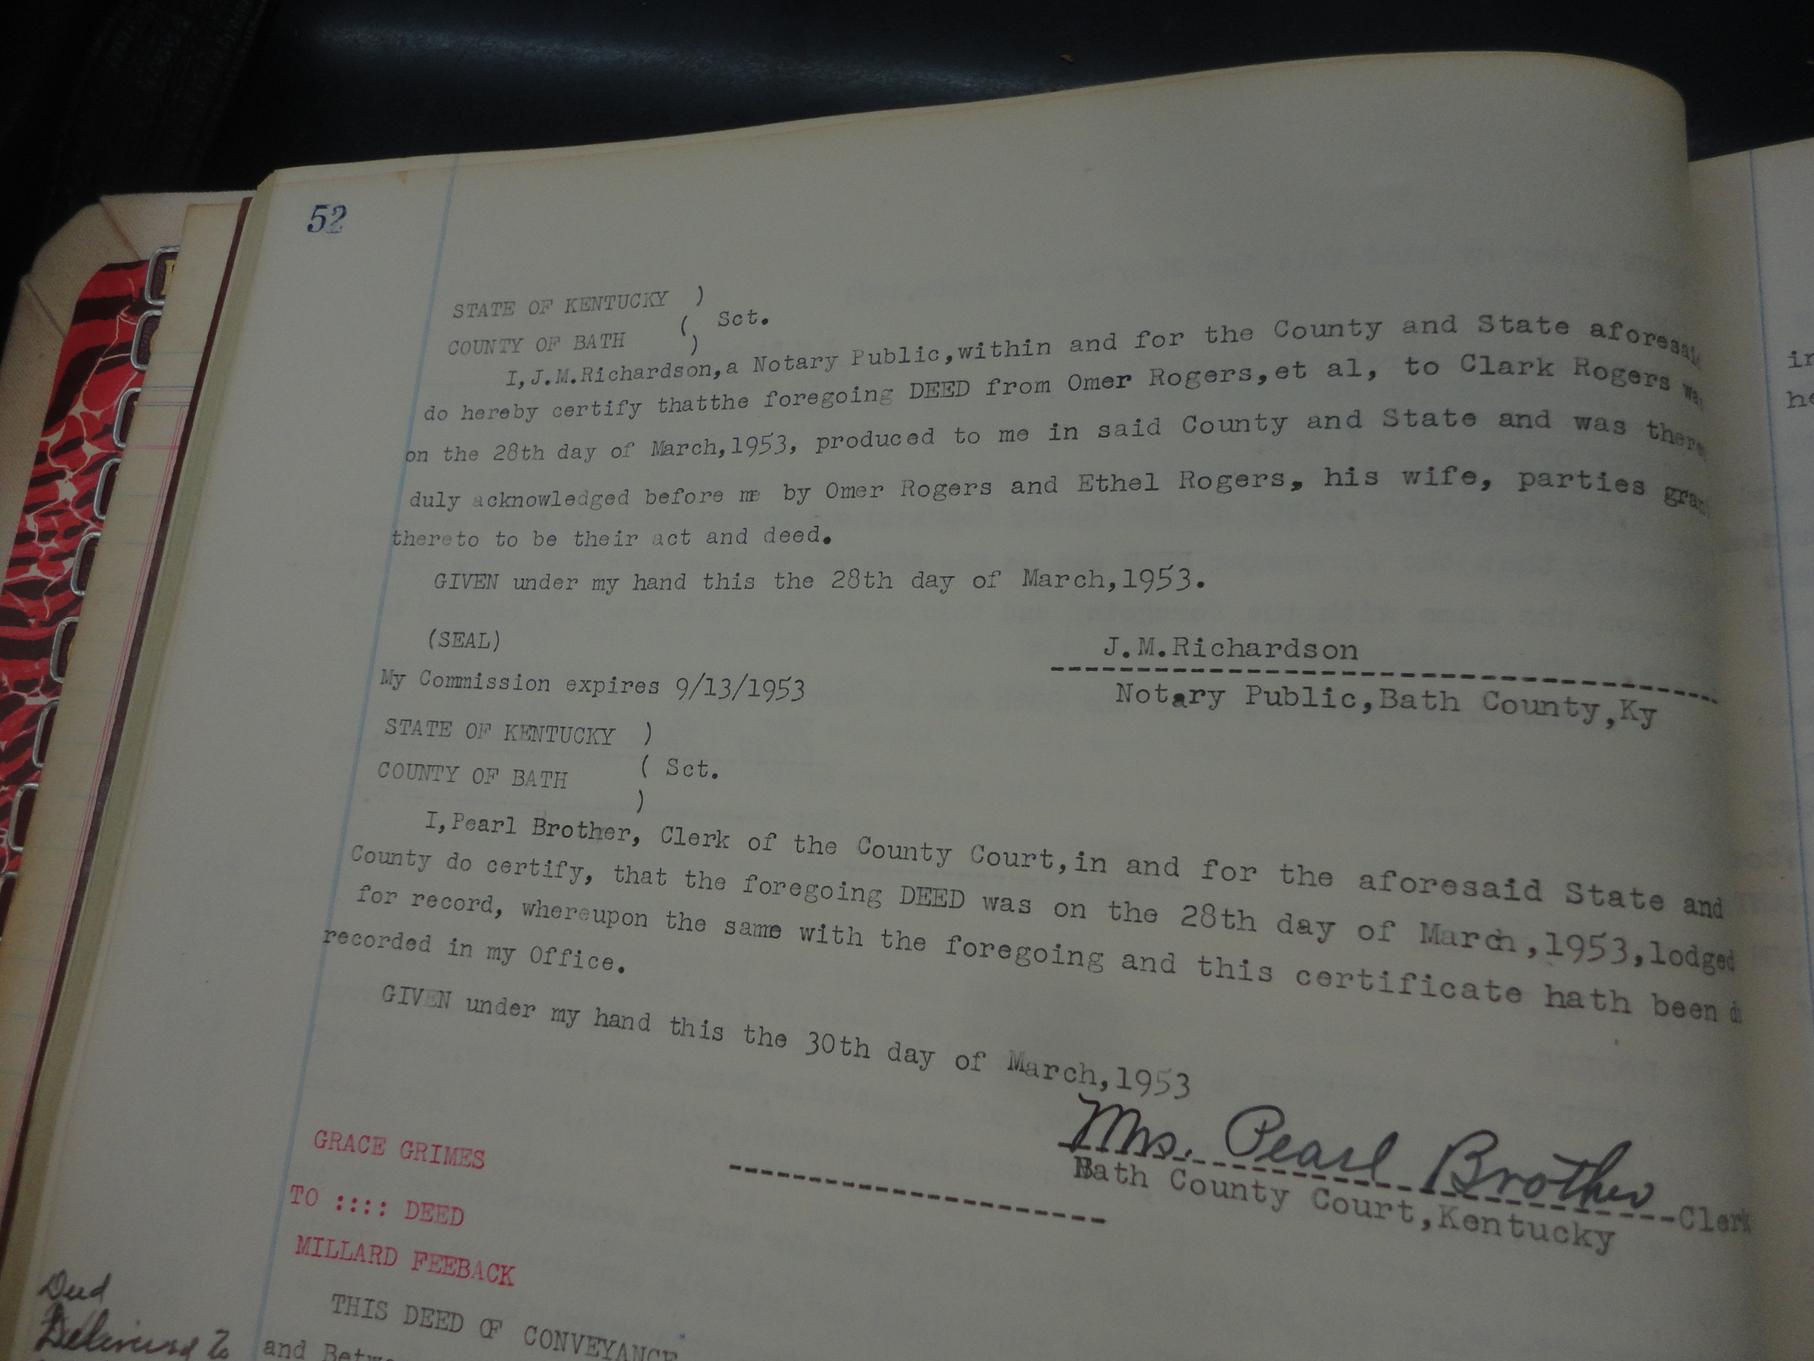 52
STATE OF KENTUCKY )
( Sct.
COUNTY OF BATH )
I,J.M.Richardson,a Notary Public,within and for the County and State aforesaid
do hereby certify thatthe foregoing DEED from Omer Rogers,et al, to Clark Rogers was
on the 28th day of March,1953, produced to me in said County and State and was there
duly acknowledged before me by Omer Rogers and Ethel Rogers, his wife, parties
thereto to be their act and deed.
GIVEN under my hand this the 28th day of March,1953.
(SEAL) J.M.Richardson
My Commission expires 9/13/1953 Notary Public,Bath County,Ky
STATE OF KENTUCKY )
( Sct.
COUNTY OF BATH )
I,Pearl Brother, Clerk of the County Court,in and for the aforesaid State and
County do certify, that the foregoing DEED was on the 28th day of March,1953,lodged
for record, whereupon the same with the foregoing and this certificate hath been
recorded in my Office.
GIVEN under my hand this the 30th day of March,1953
Mrs. Pearl Brother Clerk
Bath County Court,Kentucky
GRACE GRIMES
TO :::: DEED
MILLARD FEEBACK
THIS DEED OF CONVEYANCE
Deed
Delivered to
and
in